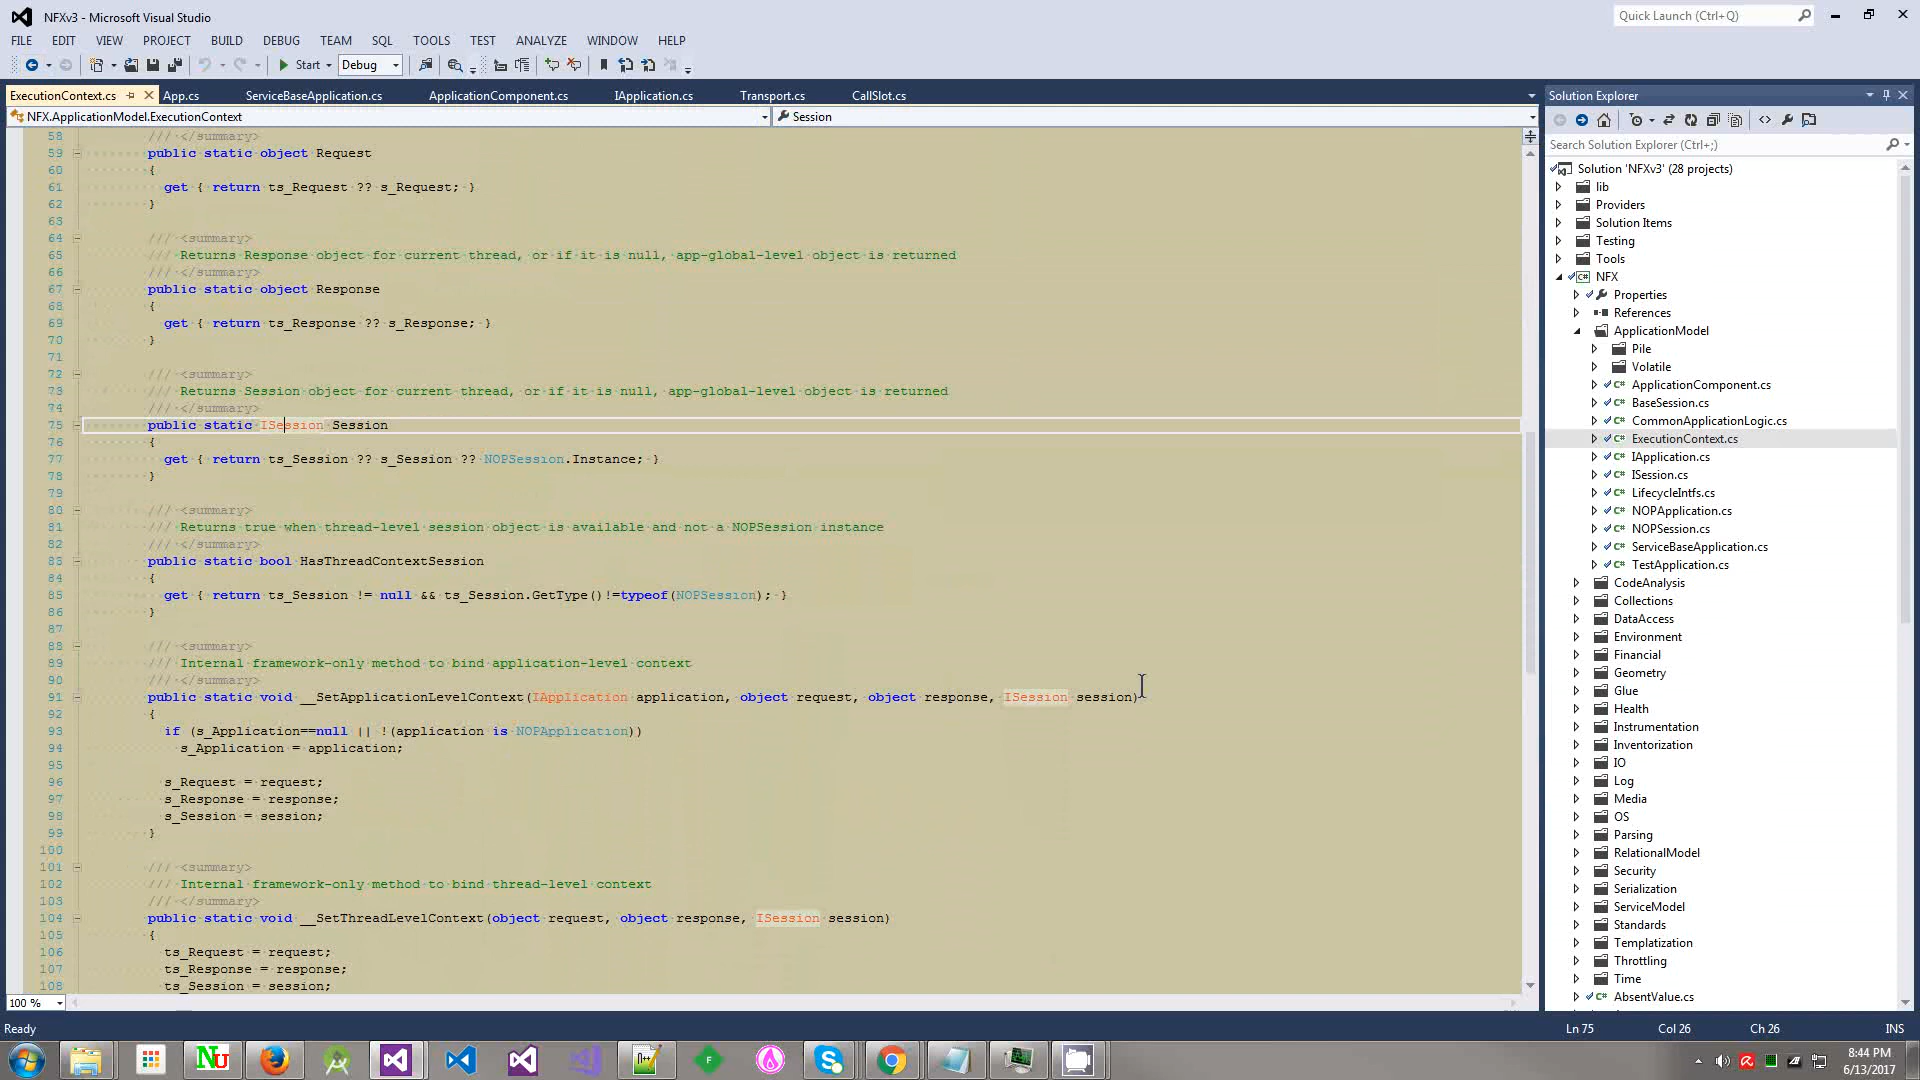 NFXv3 - Microsoft Visual Studio
Quick Launch (Ctrl+Q)
FILE EDIT VIEW PROJECT BUILD DEBUG TEAM SQL TOOLS TEST ANALYZE WINDOW HELP
Start Debug
ExecutionContext.cs App.cs ServiceBaseApplication.cs ApplicationComponent.cs IApplication.cs Transport.cs CallSlot.cs
NFX.ApplicationModel.ExecutionContext Session
58 /// </summary>
59 public static object Request
60 {
61 get { return ts_Request ?? s_Request; }
62 }
63
64 /// <summary>
65 /// Returns Response object for current thread, or if it is null, app-global-level object is returned
66 /// </summary>
67 public static object Response
68 {
69 get { return ts_Response ?? s_Response; }
70 }
71
72 /// <summary>
73 /// Returns Session object for current thread, or if it is null, app-global-level object is returned
74 /// </summary>
75 public static ISession Session
76 {
77 get { return ts_Session ?? s_Session ?? NOPSession.Instance; }
78 }
79
80 /// <summary>
81 /// Returns true when thread-level session object is available and not a NOPSession instance
82 /// </summary>
83 public static bool HasThreadContextSession
84 {
85 get { return ts_Session != null && ts_Session.GetType()!=typeof(NOPSession); }
86 }
87
88 /// <summary>
89 /// Internal framework-only method to bind application-level context
90 /// </summary>
91 public static void __SetApplicationLevelContext(IApplication application, object request, object response, ISession session)
92 {
93 if (s_Application==null || !(application is NOPApplication))
94 s_Application = application;
95
96 s_Request = request;
97 s_Response = response;
98 s_Session = session;
99 }
100
101 /// <summary>
102 /// Internal framework-only method to bind thread-level context
103 /// </summary>
104 public static void __SetThreadLevelContext(object request, object response, ISession session)
105 {
106 ts_Request = request;
107 ts_Response = response;
108 ts_Session = session;
100 %
Solution Explorer
Search Solution Explorer (Ctrl+;)
Solution 'NFXv3' (28 projects)
lib
Providers
Solution Items
Testing
Tools
NFX
Properties
References
ApplicationModel
Pile
Volatile
ApplicationComponent.cs
BaseSession.cs
CommonApplicationLogic.cs
ExecutionContext.cs
IApplication.cs
ISession.cs
LifecycleIntfs.cs
NOPApplication.cs
NOPSession.cs
ServiceBaseApplication.cs
TestApplication.cs
CodeAnalysis
Collections
DataAccess
Environment
Financial
Geometry
Glue
Health
Instrumentation
Inventorization
IO
Log
Media
OS
Parsing
RelationalModel
Security
Serialization
ServiceModel
Standards
Templatization
Throttling
Time
AbsentValue.cs
Ready Ln 75 Col 26 Ch 26 INS
8:44 PM
6/13/2017